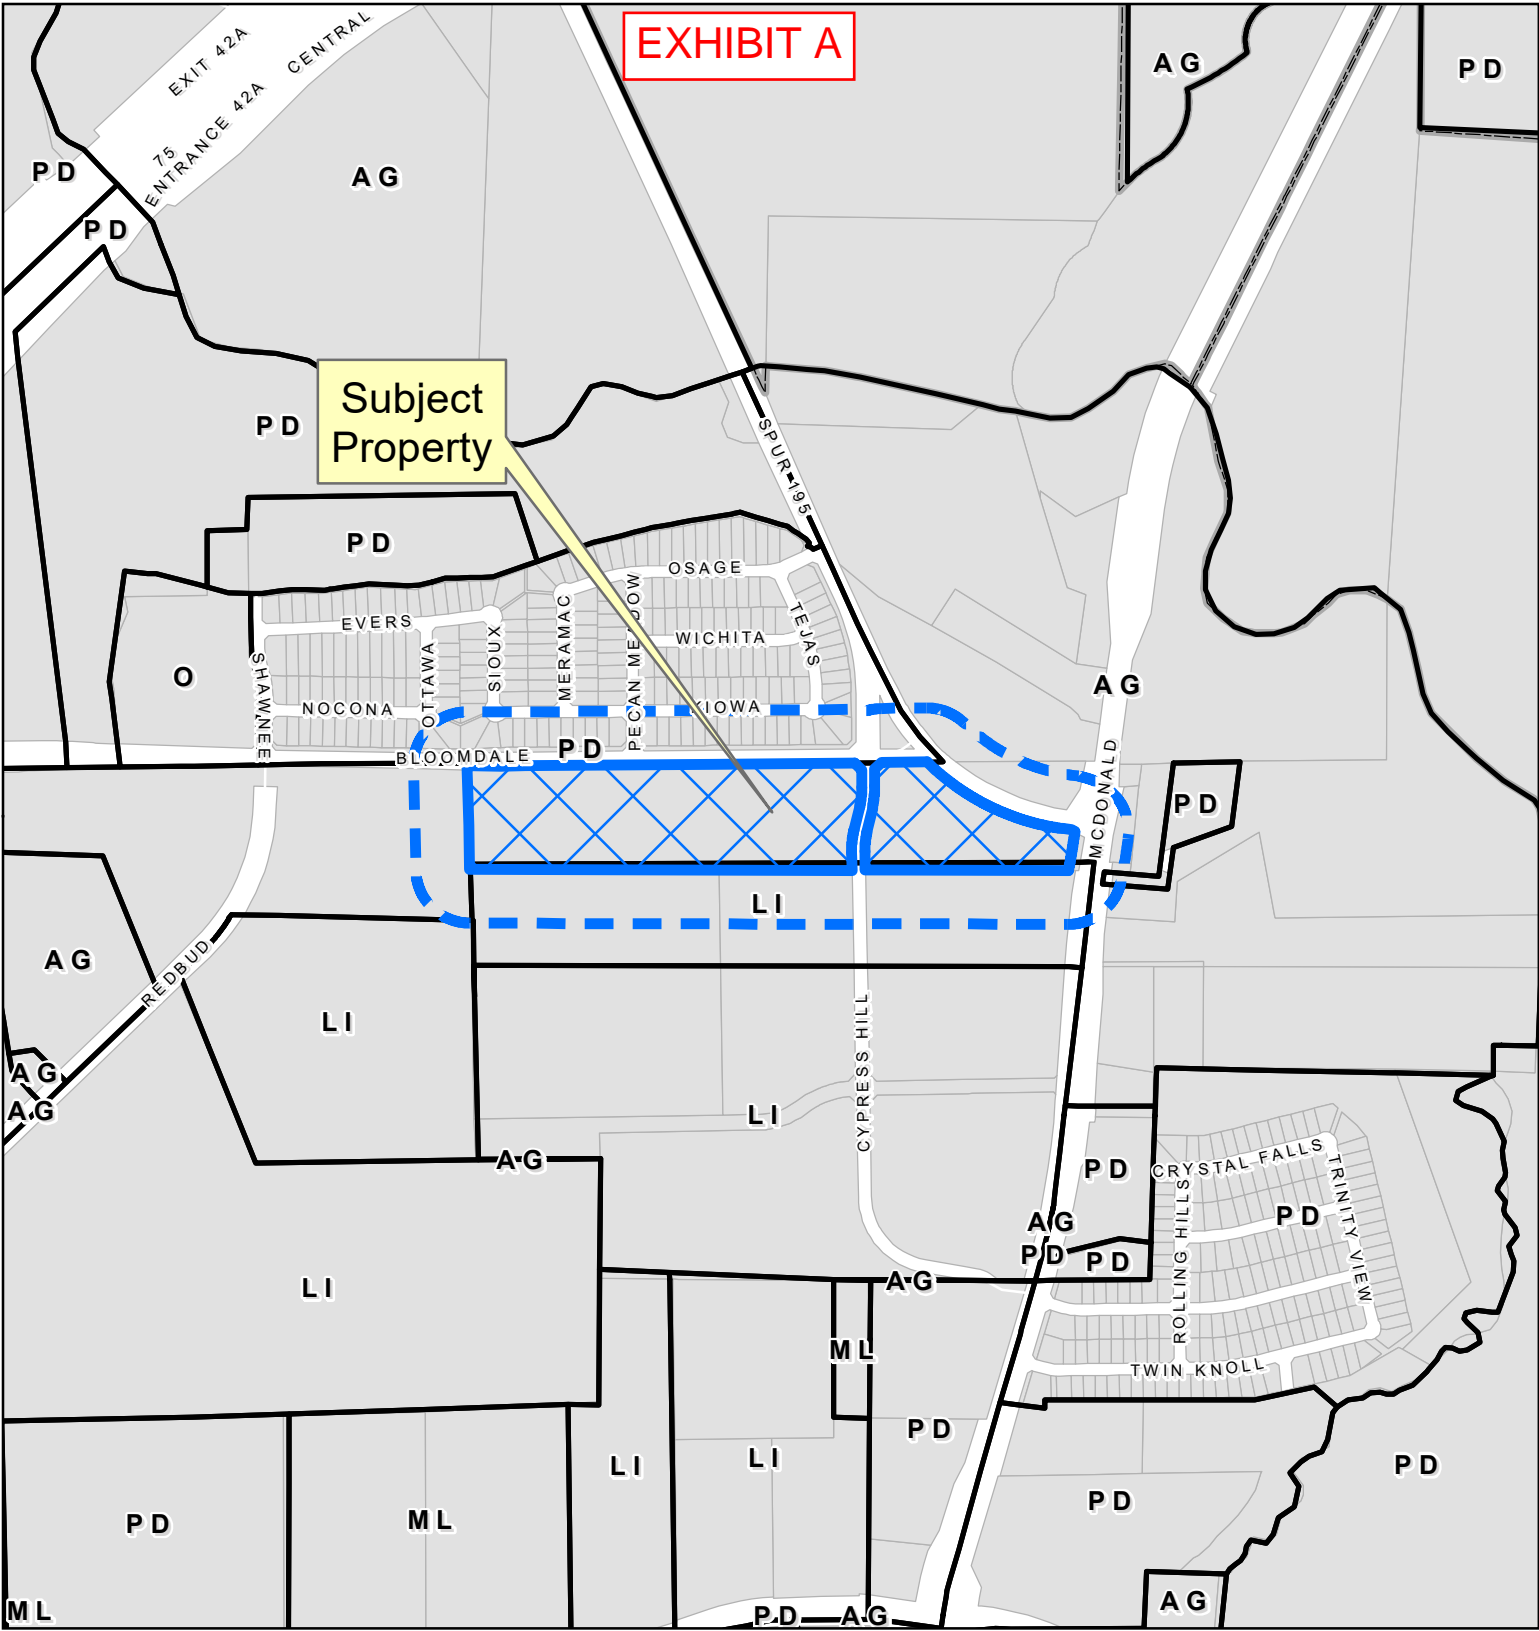 EXHIBIT A
EXIT 42A
CENTRAL
75
ENTRANCE 42A
AG
PD
PD
AG
PD
PD
Subject
Property
SPUR 195
PD
OSAGE
EVERS
SIOUX
MERAMAC
PECAN MEADOW
WICHITA
TEJAS
O
SHAWNEE
OTTAWA
NOCONA
KIOWA
AG
BLOOMDALE
PD
MCDONALD
PD
LI
AG
REDBUD
LI
AG
AG
CYPRESS HILL
LI
AG
PD
CRYSTAL FALLS
TRINITY VIEW
ROLLING HILLS
PD
AG
PD
PD
LI
AG
ML
TWIN KNOLL
PD
LI
LI
PD
PD
PD
ML
ML
PD
AG
AG